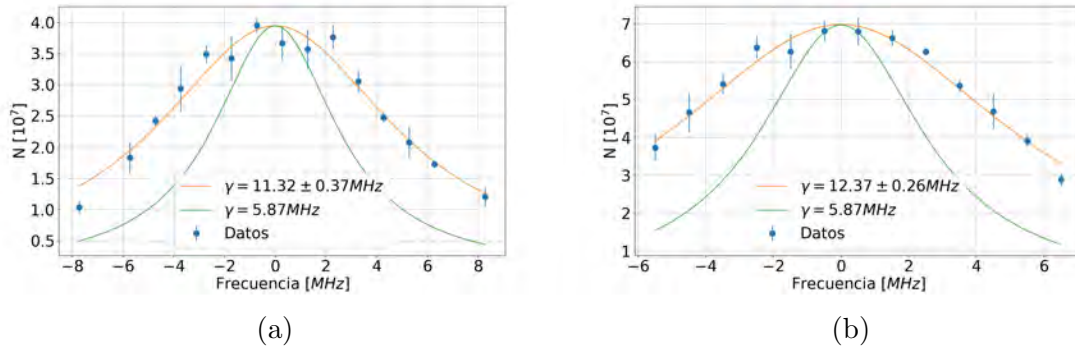 4.0
3.5
3.0
2.5
2.0
1.5
1.0
0.5
N [10⁷]
γ = 11.32 ± 0.37MHz
γ = 5.87MHz
Datos
−8 −6 −4 −2 0 2 4 6 8
Frecuencia [MHz]
(a)
7
6
5
4
3
2
1
N [10⁷]
γ = 12.37 ± 0.26MHz
γ = 5.87MHz
Datos
−6 −4 −2 0 2 4 6
Frecuencia [MHz]
(b)